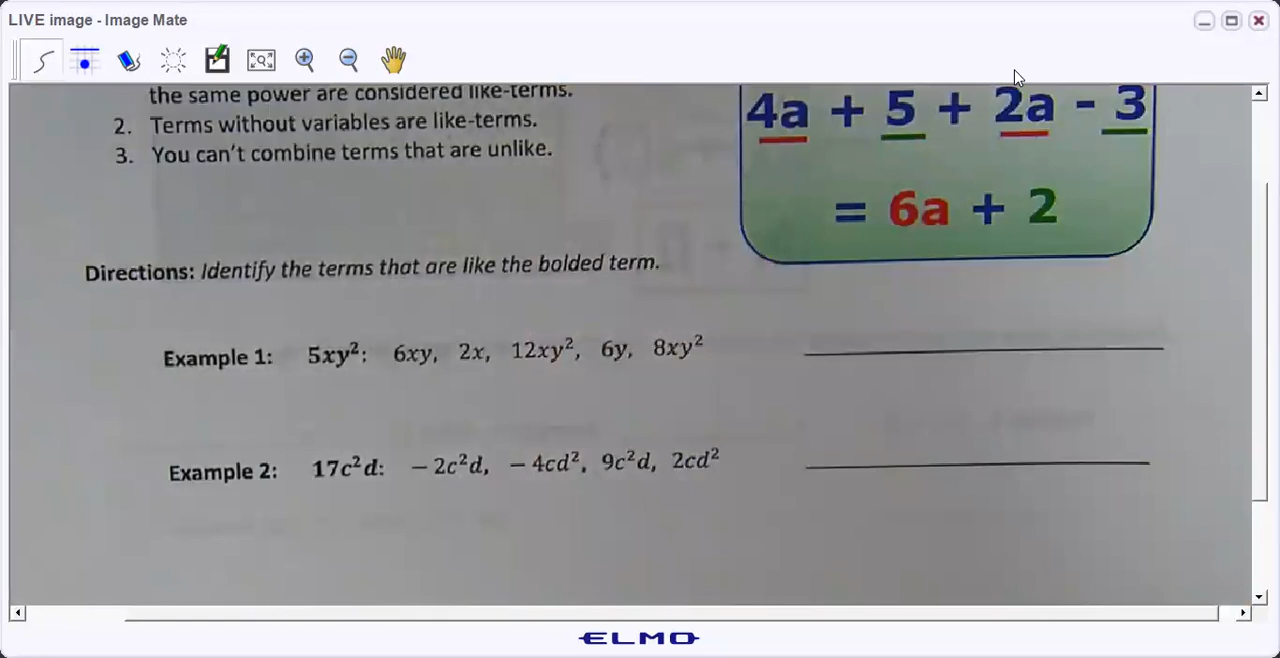 LIVE image - Image Mate
the same power are considered like-terms.
2. Terms without variables are like-terms.
3. You can't combine terms that are unlike.
4a + 5 + 2a - 3
= 6a + 2
Directions: Identify the terms that are like the bolded term.
Example 1: 5xy²: 6xy, 2x, 12xy², 6y, 8xy²
Example 2: 17c²d: – 2c²d, – 4cd², 9c²d, 2cd²
ELMO